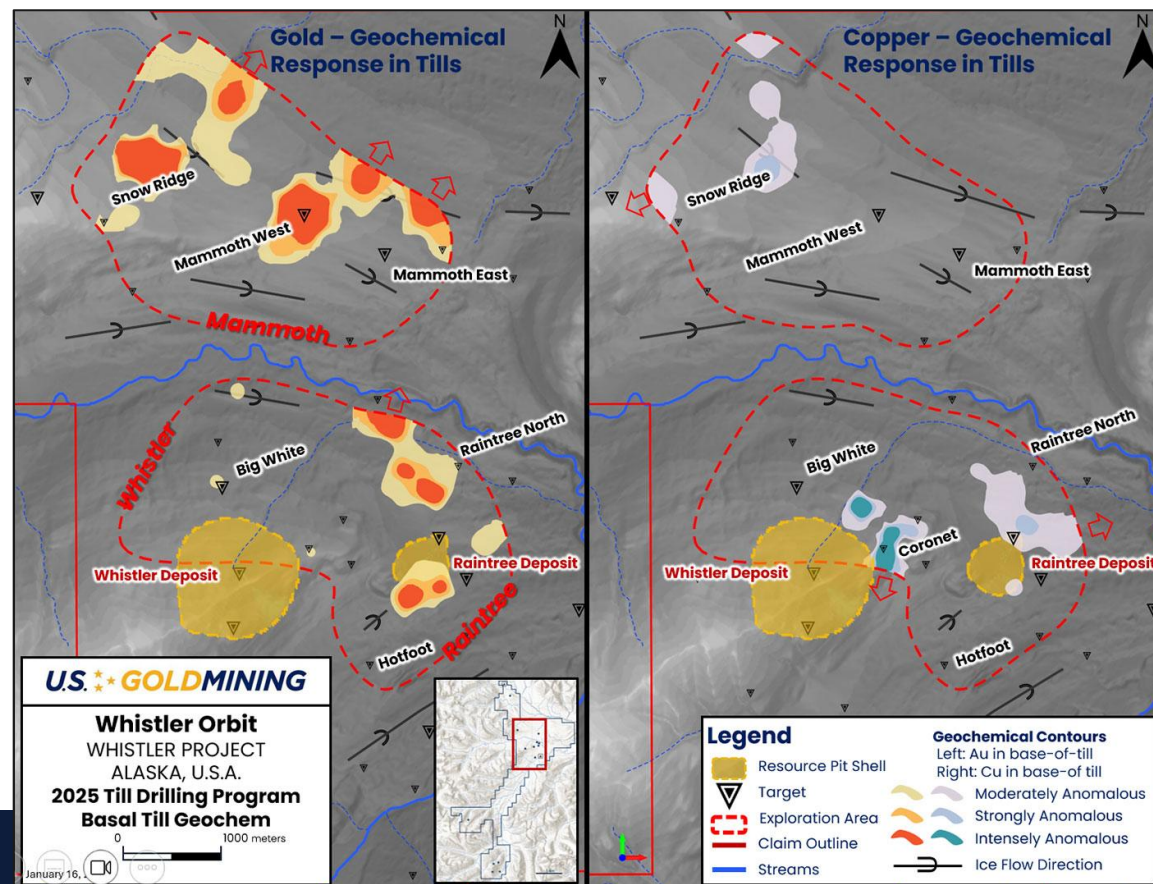 Gold – Geochemical
Response in Tills
N
Snow Ridge
Mammoth West
Mammoth East
Mammoth
Whistler
Big White
Raintree North
Whistler Deposit
Raintree Deposit
Raintree
Hotfoot
U.S. GOLDMINING
Whistler Orbit
WHISTLER PROJECT
ALASKA, U.S.A.
2025 Till Drilling Program
Basal Till Geochem
0 1000 meters
January 16,
Copper – Geochemical
Response in Tills
N
Snow Ridge
Mammoth West
Mammoth East
Raintree North
Big White
Coronet
Whistler Deposit
Raintree Deposit
Hotfoot
Legend
Resource Pit Shell
Target
Exploration Area
Claim Outline
Streams
Geochemical Contours
Left: Au in base-of-till
Right: Cu in base-of till
Moderately Anomalous
Strongly Anomalous
Intensely Anomalous
Ice Flow Direction